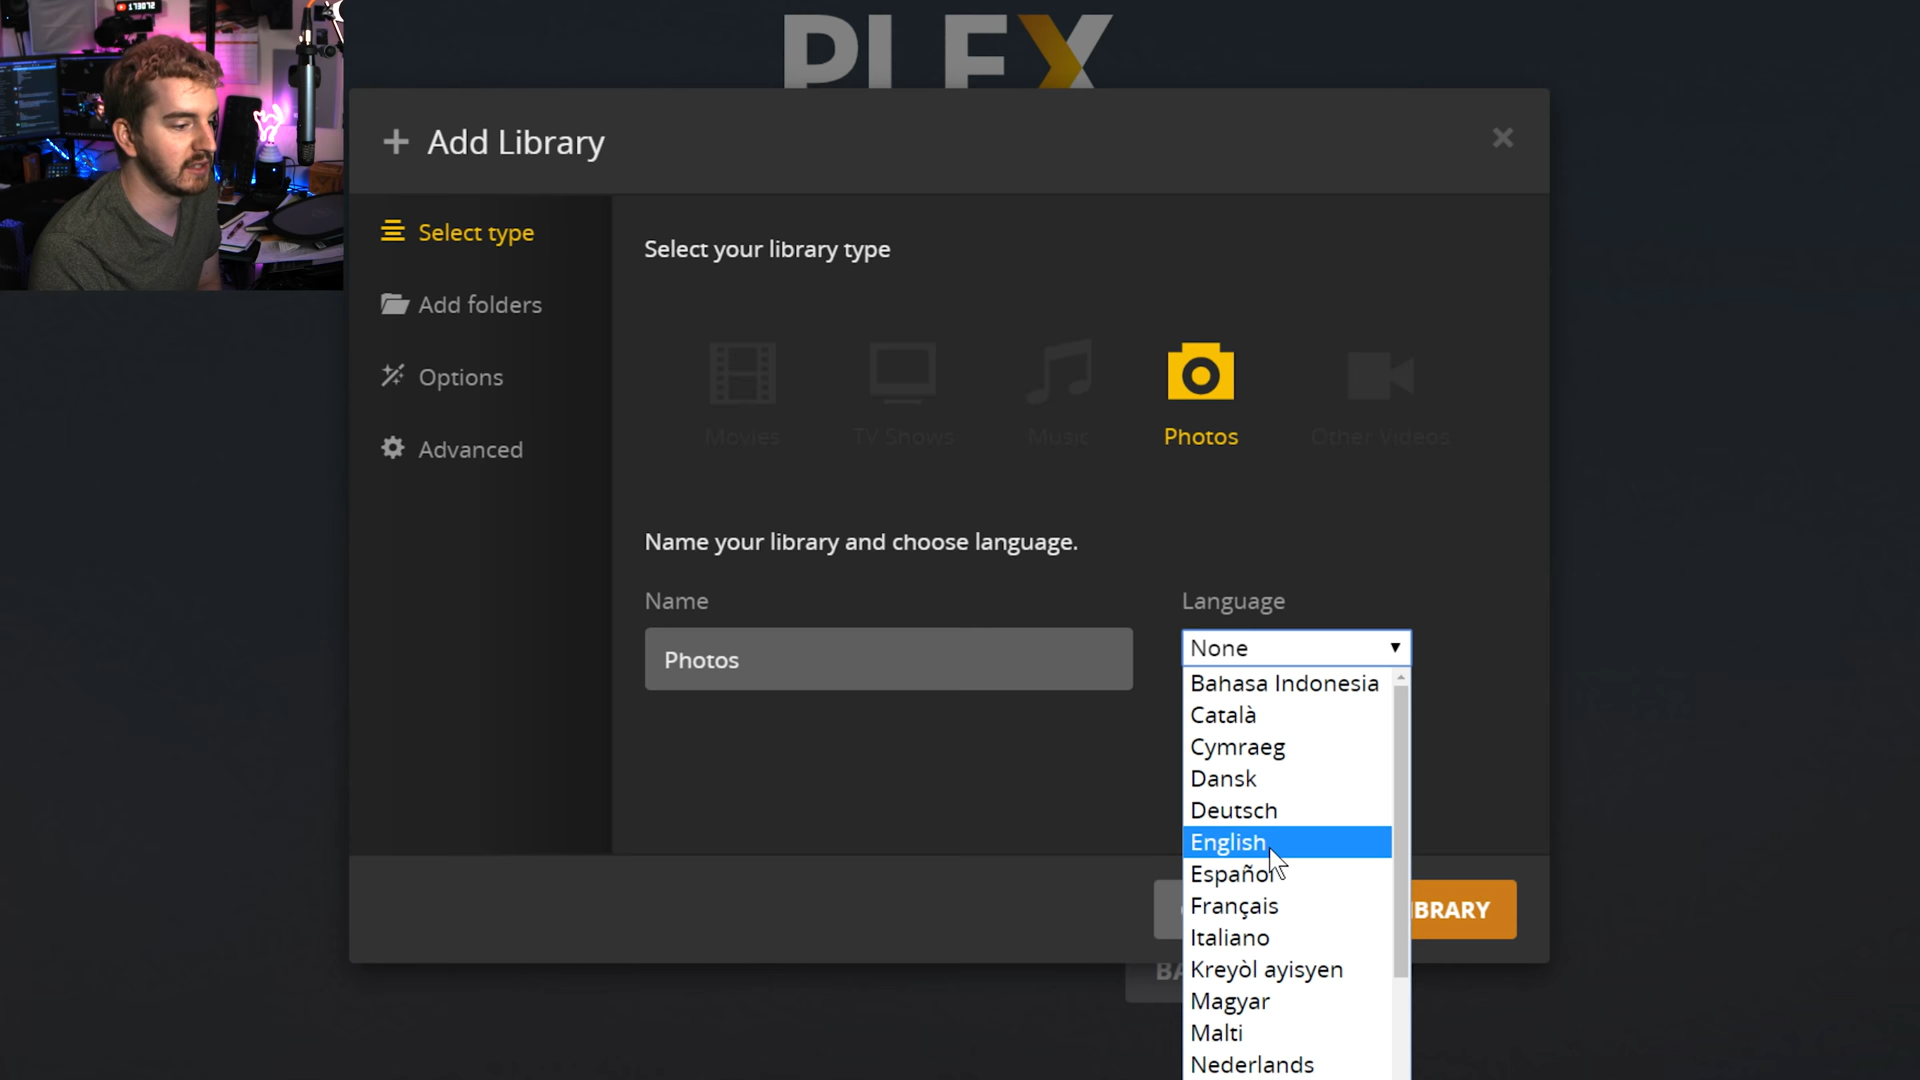 173072
PLEX
+ Add Library
Select type
Add folders
Options
Advanced
Select your library type
Movies
TV Shows
Music
Photos
Other Videos
Name your library and choose language.
Name
Language
Photos
None
Bahasa Indonesia
Català
Cymraeg
Dansk
Deutsch
English
Español
Français
Italiano
Kreyòl ayisyen
Magyar
Malti
Nederlands